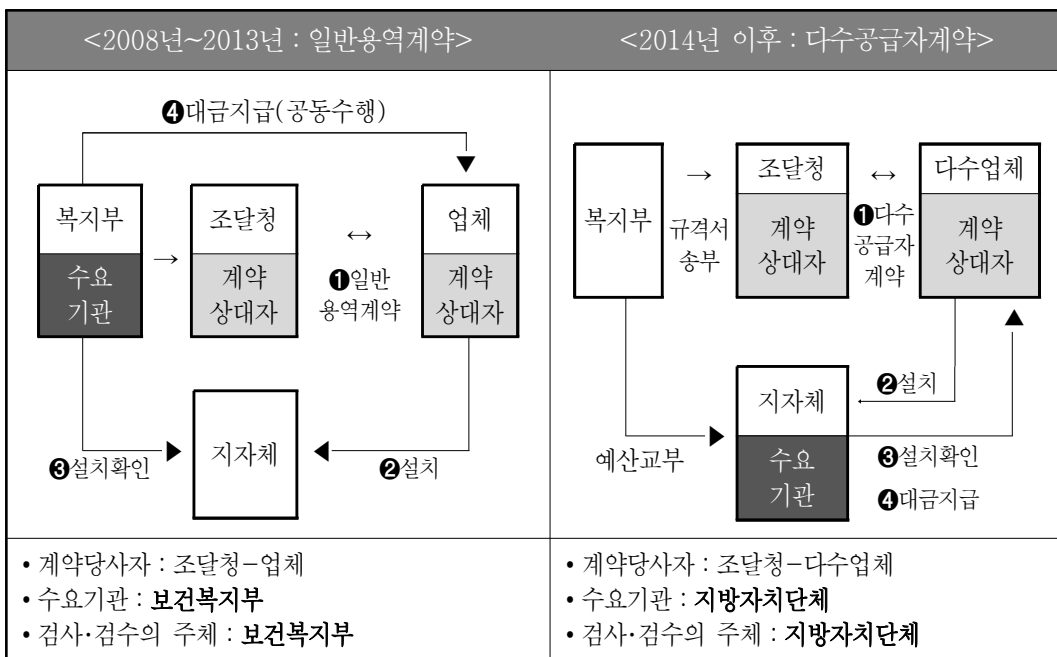 <2008년~2013년 : 일반용역계약>
❹대금지급(공동수행)
복지부
수요
기관
→
조달청
계약
상대자
↔
❶일반
용역계약
업체
계약
상대자
❸설치확인
지자체
❷설치
• 계약당사자 : 조달청-업체
• 수요기관 : 보건복지부
• 검사·검수의 주체 : 보건복지부
<2014년 이후 : 다수공급자계약>
복지부
→
규격서
송부
조달청
계약
상대자
↔
❶다수
공급자
계약
다수업체
계약
상대자
❷설치
예산교부
지자체
수요
기관
❸설치확인
❹대금지급
• 계약당사자 : 조달청-다수업체
• 수요기관 : 지방자치단체
• 검사·검수의 주체 : 지방자치단체